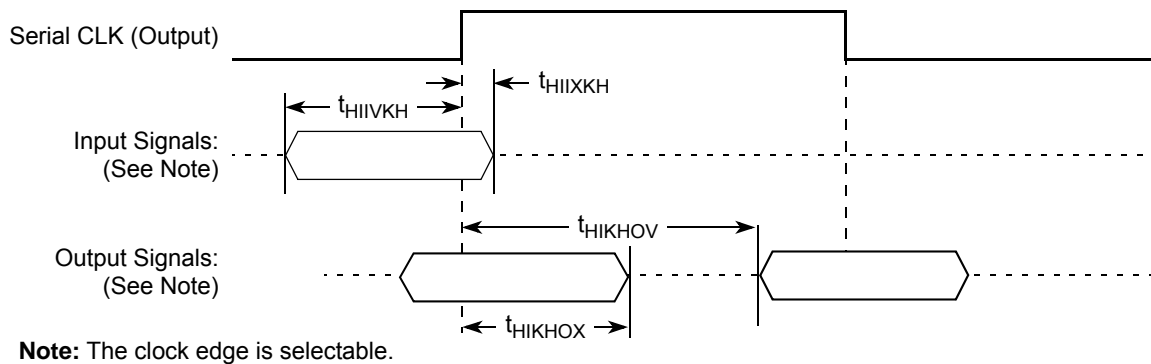 Serial CLK (Output)
tHIIXKH
tHIIVKH
Input Signals:
(See Note)
tHIKHOV
Output Signals:
(See Note)
tHIKHOX
Note: The clock edge is selectable.